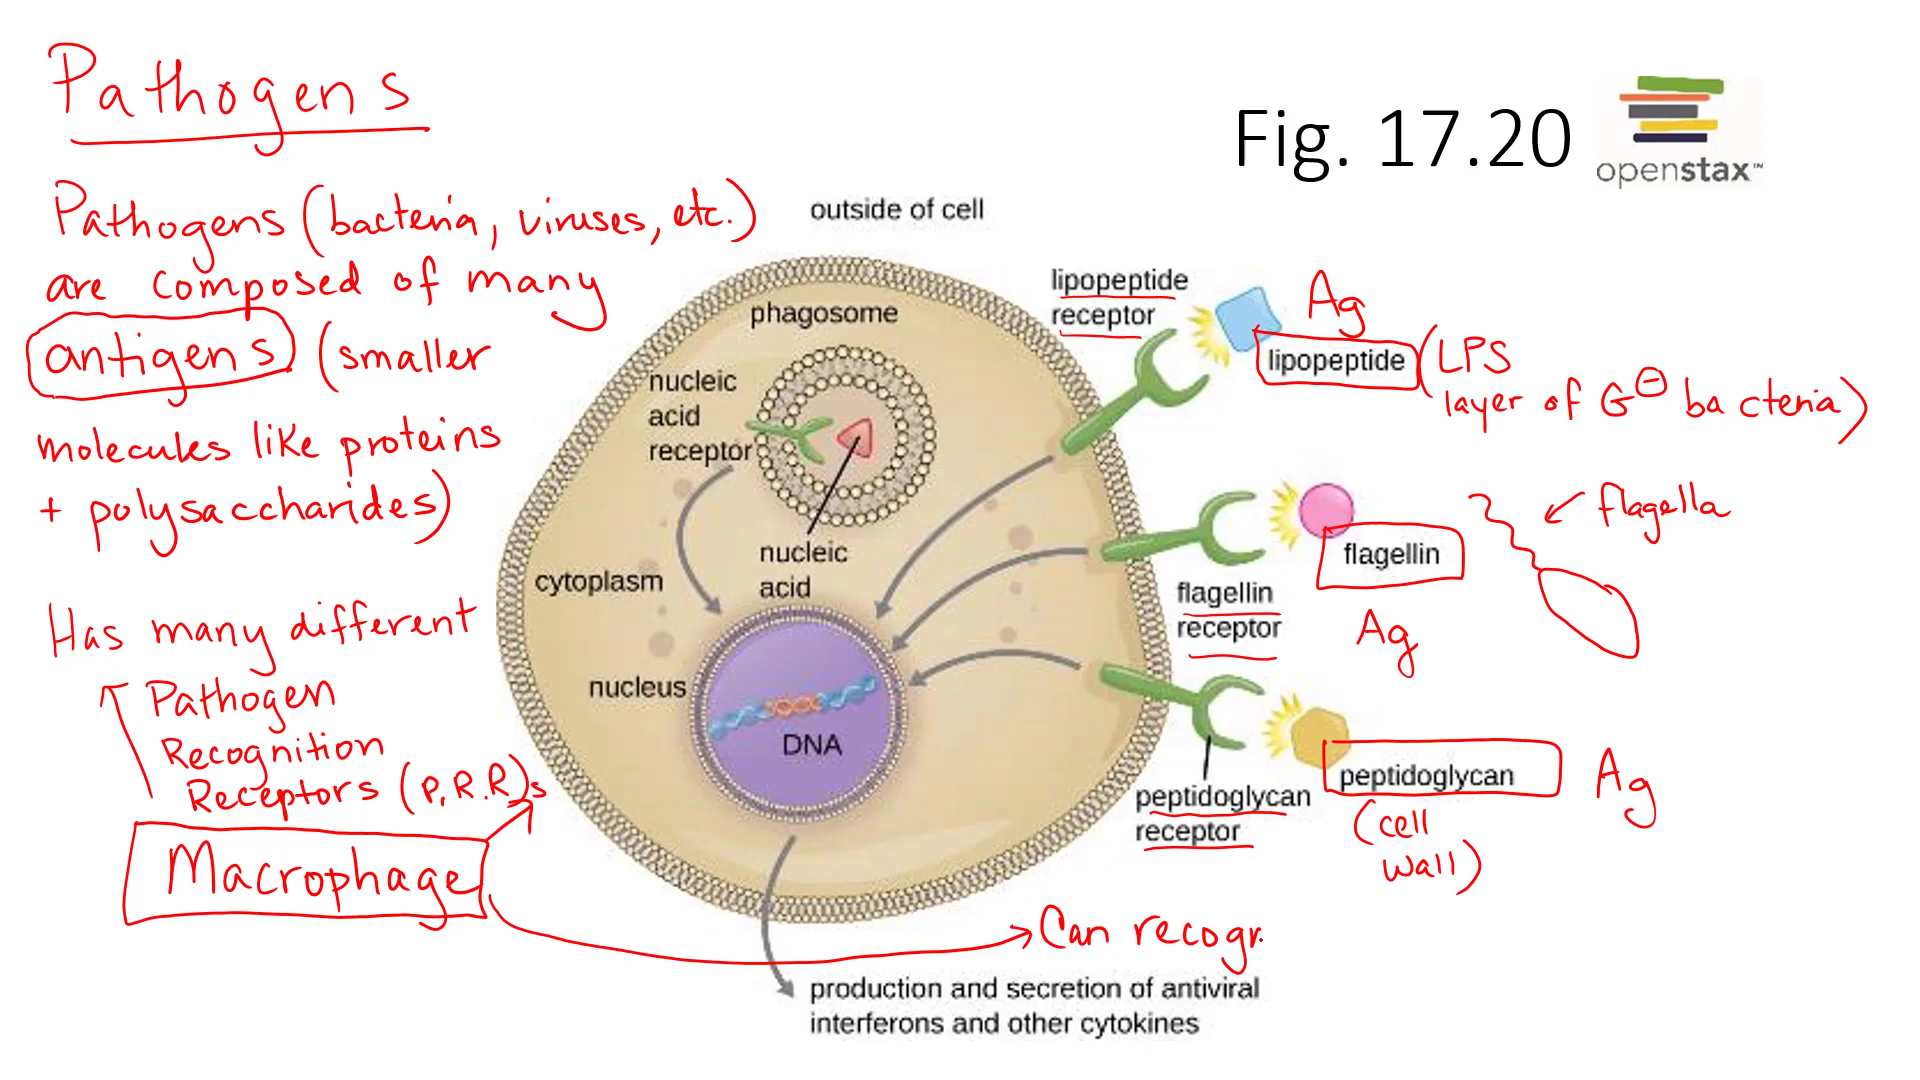 Pathogens
Fig. 17.20
openstax™
Pathogens (bacteria, viruses, etc.)
are composed of many
antigens (smaller
molecules like proteins
+ polysaccharides)
Has many different
Pathogen
Recognition
Receptors (P.R.R)s
Macrophage
outside of cell
phagosome
nucleic
acid
receptor
nucleic
acid
cytoplasm
nucleus
DNA
lipopeptide
receptor
Ag
lipopeptide
(LPS
layer of G⊖ bacteria)
flagella
flagellin
flagellin
receptor
Ag
peptidoglycan
Ag
peptidoglycan
receptor
(cell
wall)
Can recogn
production and secretion of antiviral
interferons and other cytokines